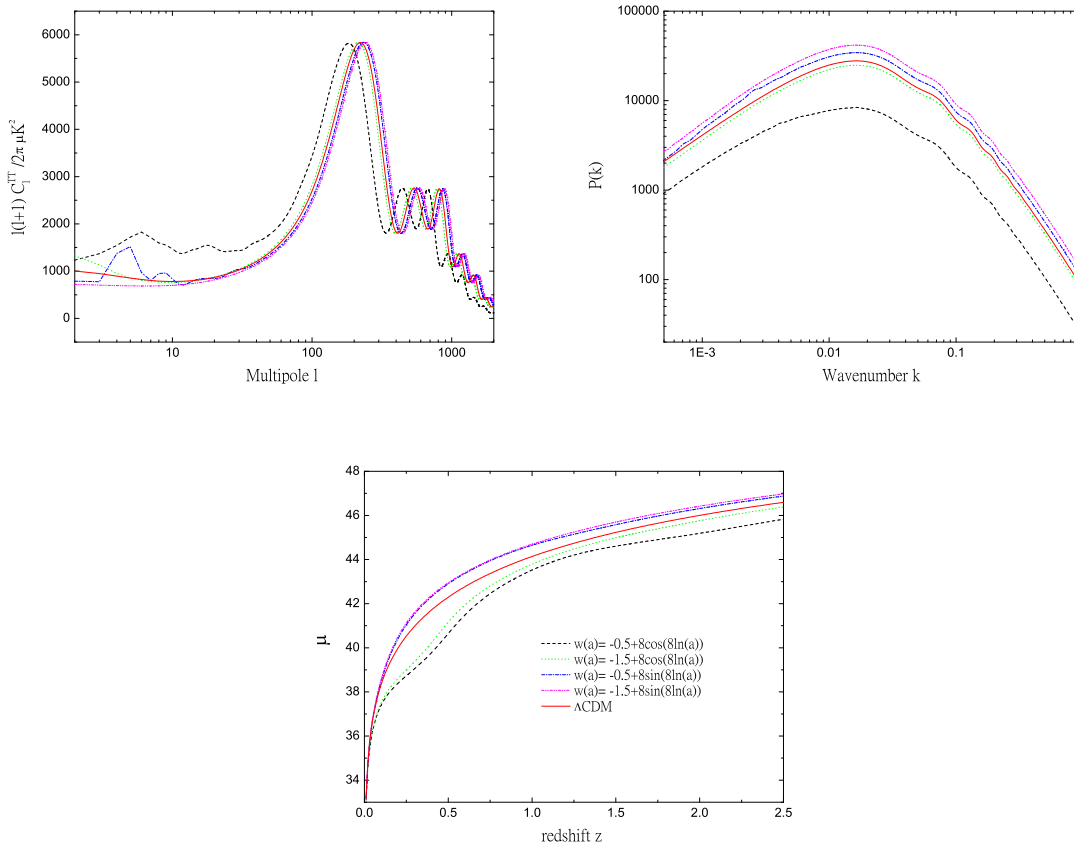 l(l+1) C_l^TT /2π μK²
6000
5000
4000
3000
2000
1000
0
10
100
1000
Multipole l
P(k)
100000
10000
1000
100
1E-3
0.01
0.1
Wavenumber k
μ
48
46
44
42
40
38
36
34
0.0
0.5
1.0
1.5
2.0
2.5
redshift z
w(a)= -0.5+8cos(8ln(a))
w(a)= -1.5+8cos(8ln(a))
w(a)= -0.5+8sin(8ln(a))
w(a)= -1.5+8sin(8ln(a))
ΛCDM